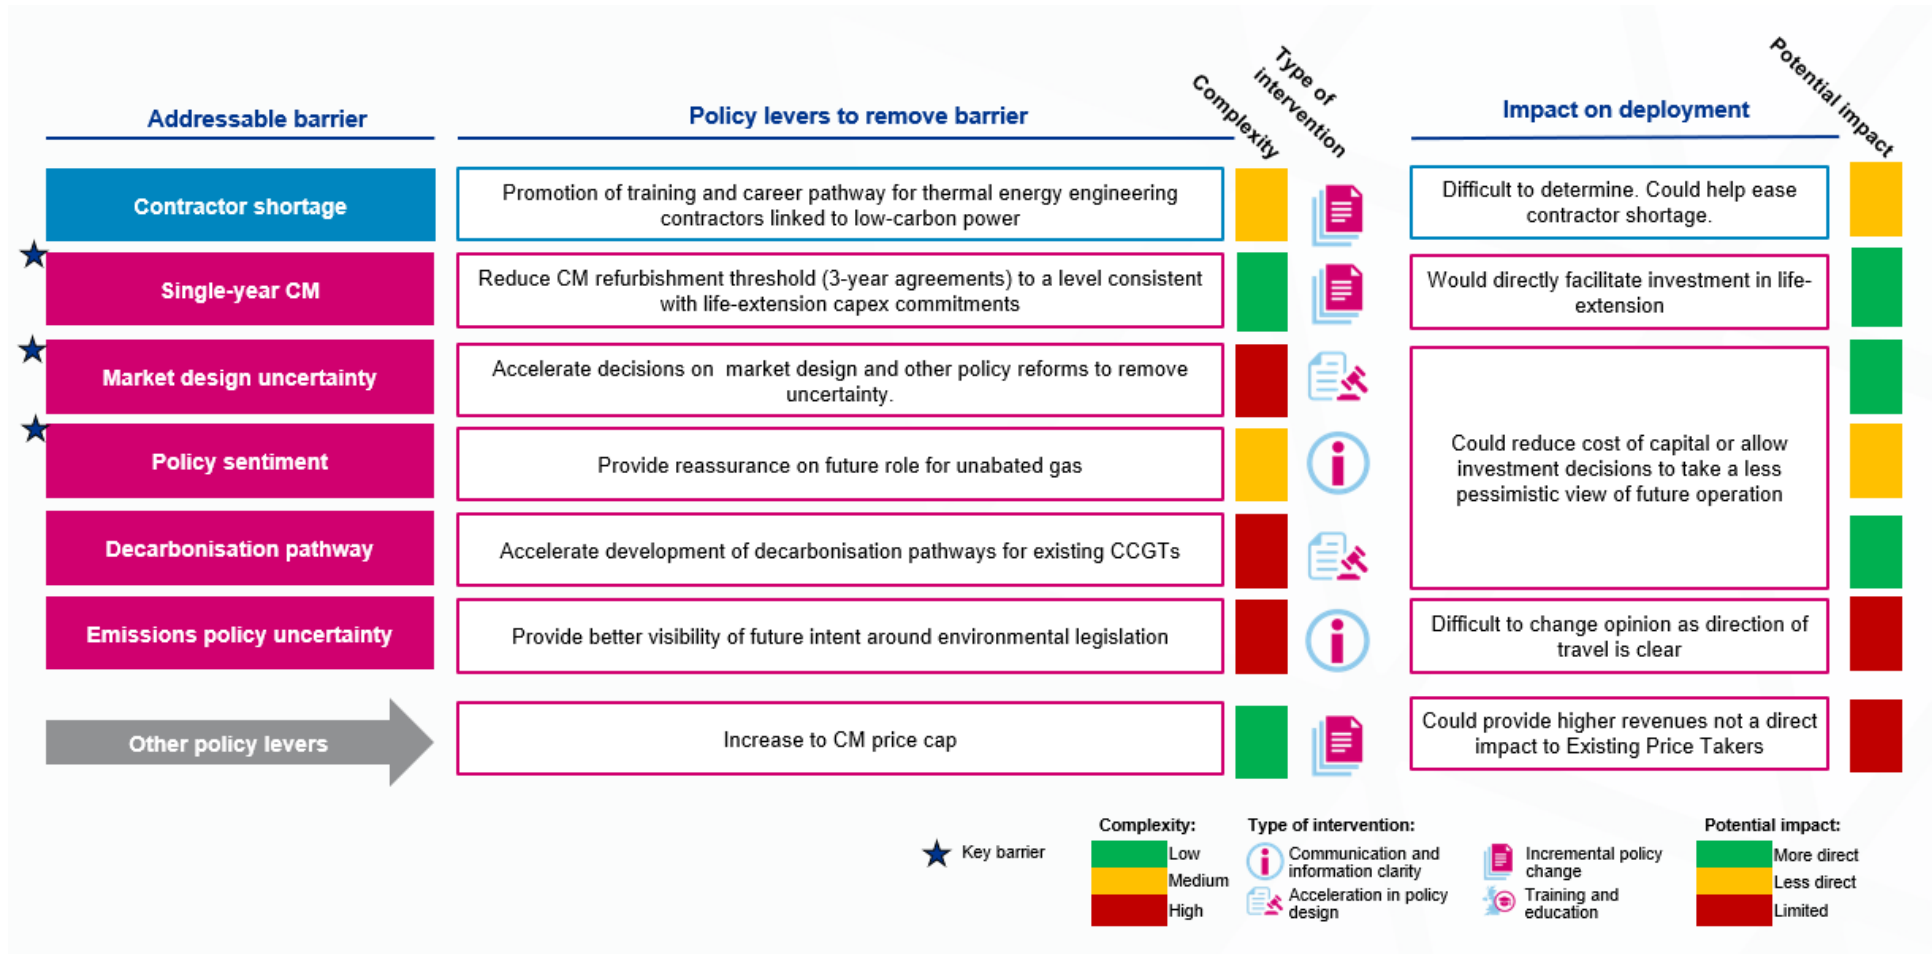 Addressable barrier
Policy levers to remove barrier
Complexity
Type of
intervention
Impact on deployment
Potential impact
Contractor shortage
Promotion of training and career pathway for thermal energy engineering
contractors linked to low-carbon power
Difficult to determine. Could help ease
contractor shortage.
Single-year CM
Reduce CM refurbishment threshold (3-year agreements) to a level consistent
with life-extension capex commitments
Would directly facilitate investment in life-
extension
Market design uncertainty
Accelerate decisions on market design and other policy reforms to remove
uncertainty.
Policy sentiment
Provide reassurance on future role for unabated gas
Could reduce cost of capital or allow
investment decisions to take a less
pessimistic view of future operation
Decarbonisation pathway
Accelerate development of decarbonisation pathways for existing CCGTs
Emissions policy uncertainty
Provide better visibility of future intent around environmental legislation
Difficult to change opinion as direction of
travel is clear
Other policy levers
Increase to CM price cap
Could provide higher revenues not a direct
impact to Existing Price Takers
Key barrier
Complexity:
Low
Medium
High
Type of intervention:
Communication and
information clarity
Acceleration in policy
design
Incremental policy
change
Training and
education
Potential impact:
More direct
Less direct
Limited